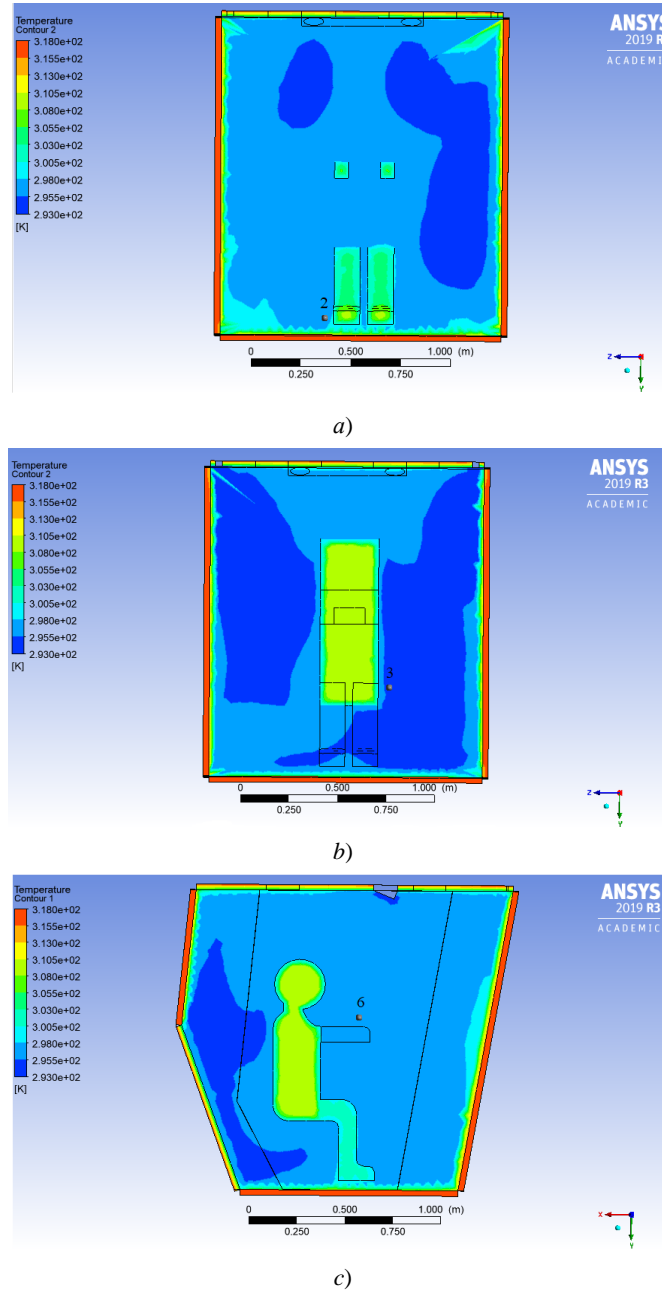 Temperature
Contour 2
3.180e+02
3.155e+02
3.130e+02
3.105e+02
3.080e+02
3.055e+02
3.030e+02
3.005e+02
2.980e+02
2.955e+02
2.930e+02
[K]
ANSYS
2019 R
ACADEMIC
2
0 0.500 1.000 (m)
0.250 0.750
Z
Y
a)
Temperature
Contour 2
3.180e+02
3.155e+02
3.130e+02
3.105e+02
3.080e+02
3.055e+02
3.030e+02
3.005e+02
2.980e+02
2.955e+02
2.930e+02
[K]
ANSYS
2019 R3
ACADEMIC
3
0 0.500 1.000 (m)
0.250 0.750
Z
Y
b)
Temperature
Contour 1
3.180e+02
3.155e+02
3.130e+02
3.105e+02
3.080e+02
3.055e+02
3.030e+02
3.005e+02
2.980e+02
2.955e+02
2.930e+02
[K]
ANSYS
2019 R3
ACADEMIC
6
0 0.500 1.000 (m)
0.250 0.750
X
Y
c)